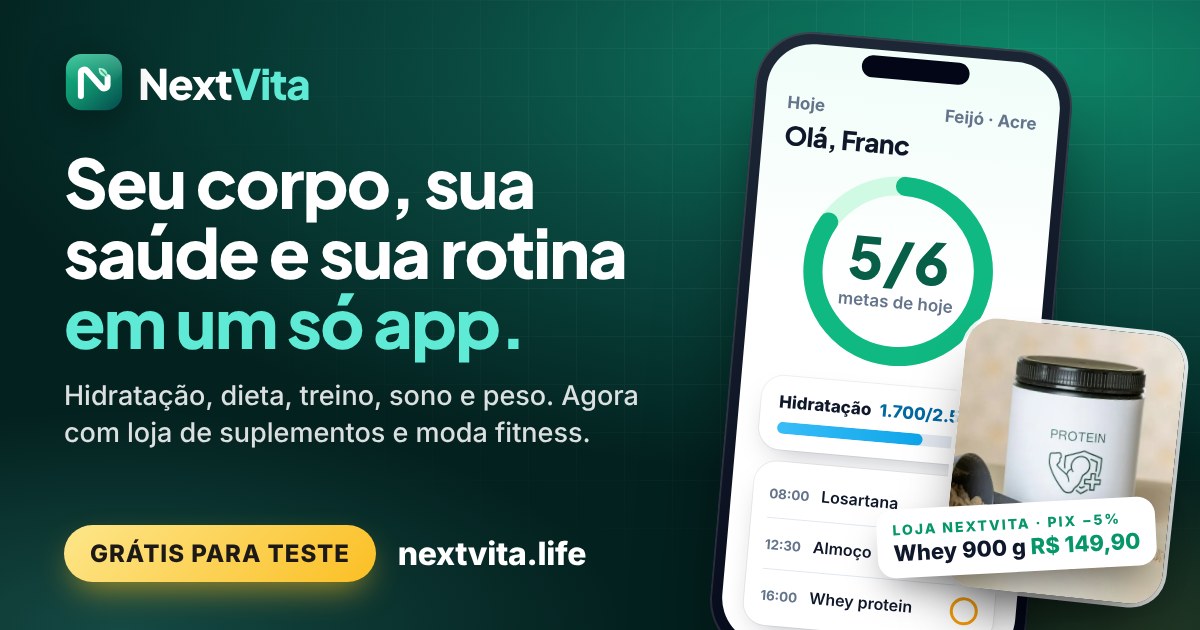 NextVita
Seu corpo, sua
saúde e sua rotina
em um só app.
Hidratação, dieta, treino, sono e peso. Agora
com loja de suplementos e moda fitness.
GRÁTIS PARA TESTE
nextvita.life
Hoje
Feijó · Acre
Olá, Franc
5/6
metas de hoje
Hidratação 1.700/2.5
08:00 Losartana
12:30 Almoço
16:00 Whey protein
PROTEIN
LOJA NEXTVITA · PIX −5%
Whey 900 g R$ 149,90